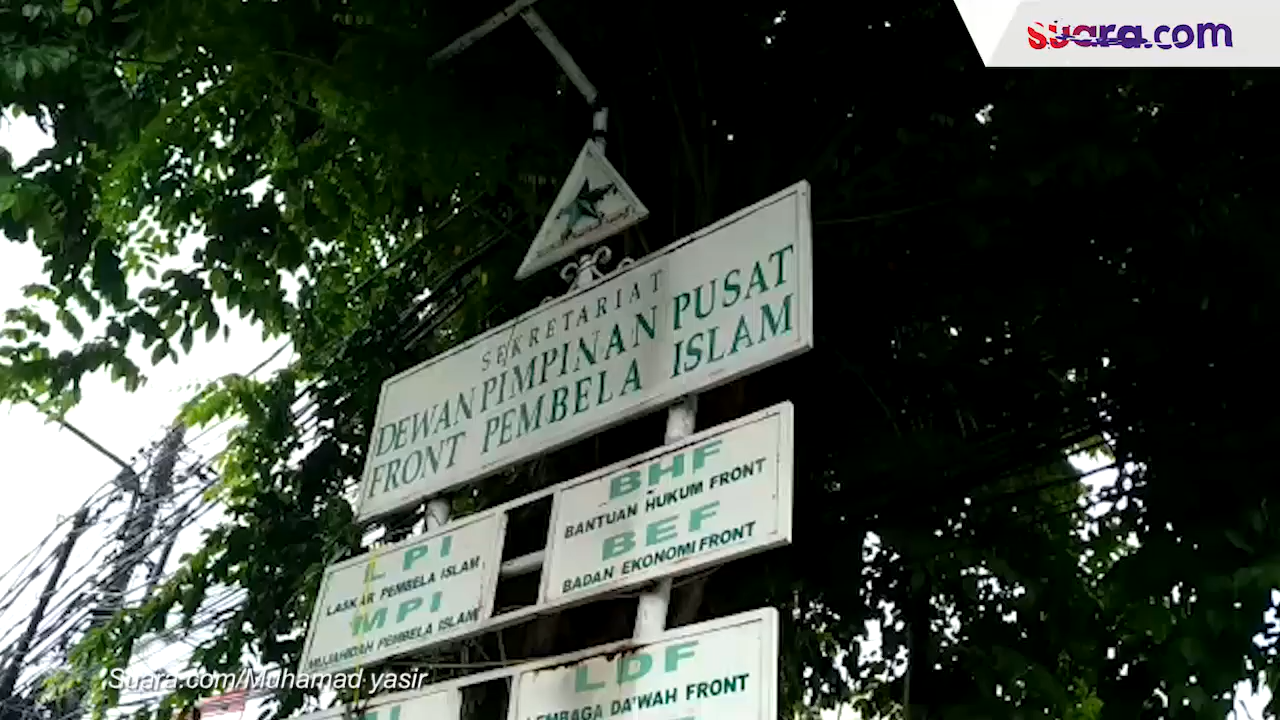 suara.com
SEKRETARIAT
DEWAN PIMPINAN PUSAT
FRONT PEMBELA ISLAM
BHF
BANTUAN HUKUM FRONT
BEF
BADAN EKONOMI FRONT
LPI
LASKAR PEMBELA ISLAM
MPI
MUJAHIDAH PEMBELA ISLAM
LDF
LEMBAGA DA'WAH FRONT
Suara.com/Muhamad yasir